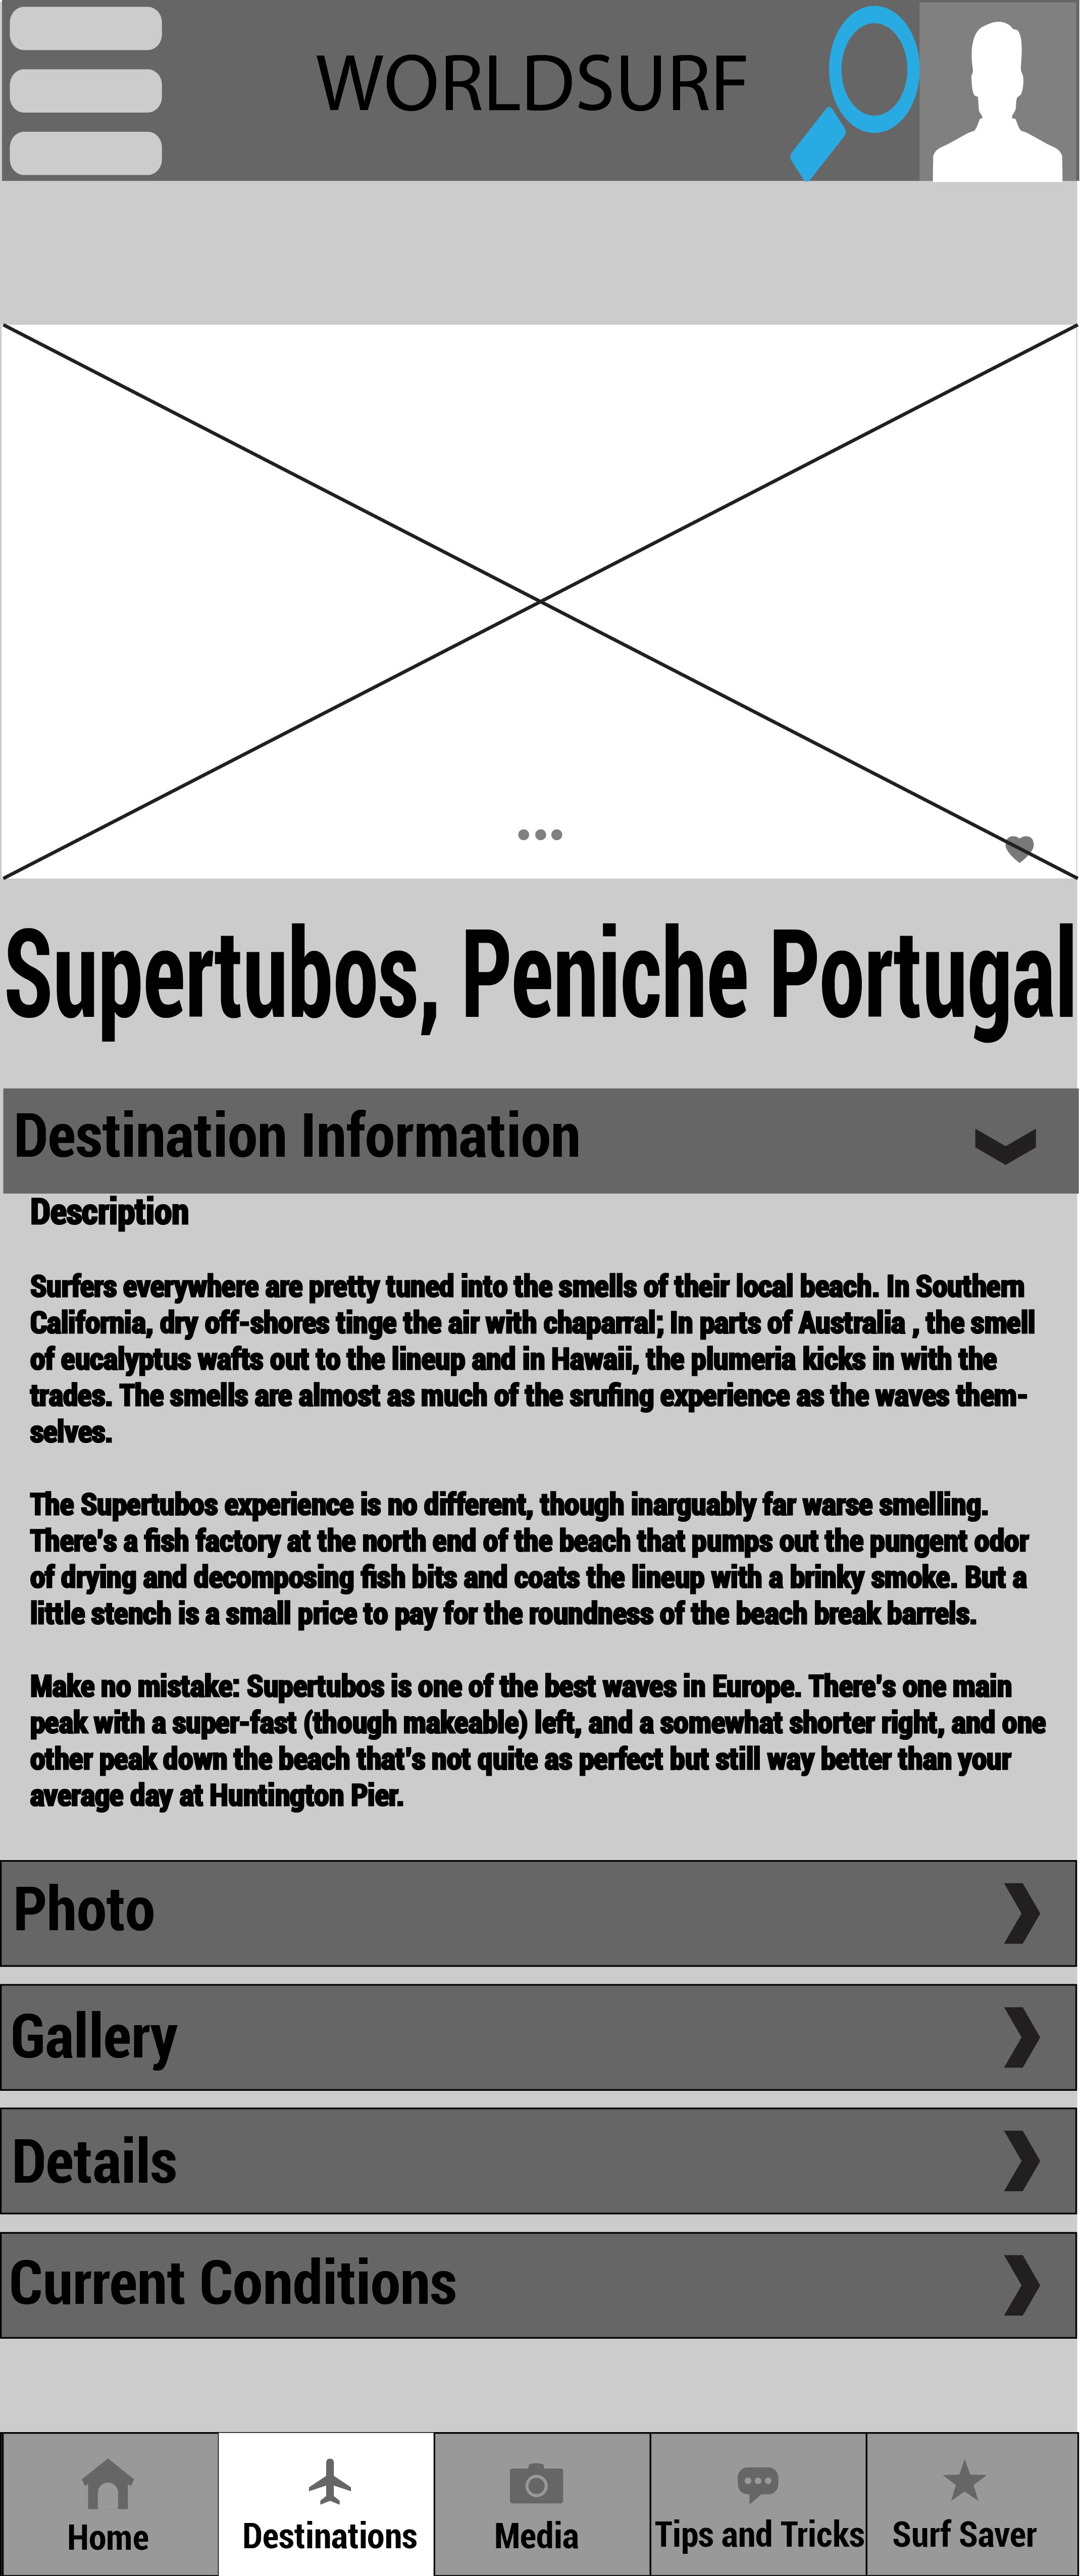 WORLDSURF
Supertubos, Peniche Portugal
Destination Information
Description
Surfers everywhere are pretty tuned into the smells of their local beach. In Southern
California, dry off-shores tinge the air with chaparral; In parts of Australia , the smell
of eucalyptus wafts out to the lineup and in Hawaii, the plumeria kicks in with the
trades. The smells are almost as much of the srufing experience as the waves them-
selves.
The Supertubos experience is no different, though inarguably far warse smelling.
There's a fish factory at the north end of the beach that pumps out the pungent odor
of drying and decomposing fish bits and coats the lineup with a brinky smoke. But a
little stench is a small price to pay for the roundness of the beach break barrels.
Make no mistake: Supertubos is one of the best waves in Europe. There's one main
peak with a super-fast (though makeable) left, and a somewhat shorter right, and one
other peak down the beach that's not quite as perfect but still way better than your
average day at Huntington Pier.
Photo
Gallery
Details
Current Conditions
Home
Destinations
Media
Tips and Tricks
Surf Saver